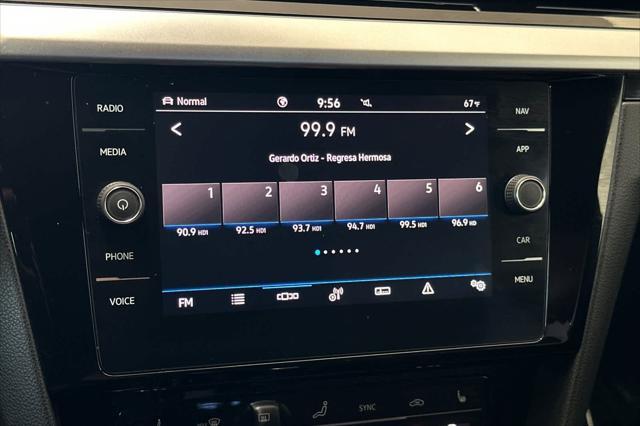 RADIO
MEDIA
PHONE
VOICE
Normal
9:56
67°F
99.9 FM
Gerardo Ortiz - Regresa Hermosa
1 2 3 4 5 6
90.9 HD1 92.5 HD1 93.7 HD1 94.7 HD1 99.5 HD1 96.9 HD
FM
NAV
APP
CAR
MENU
SYNC